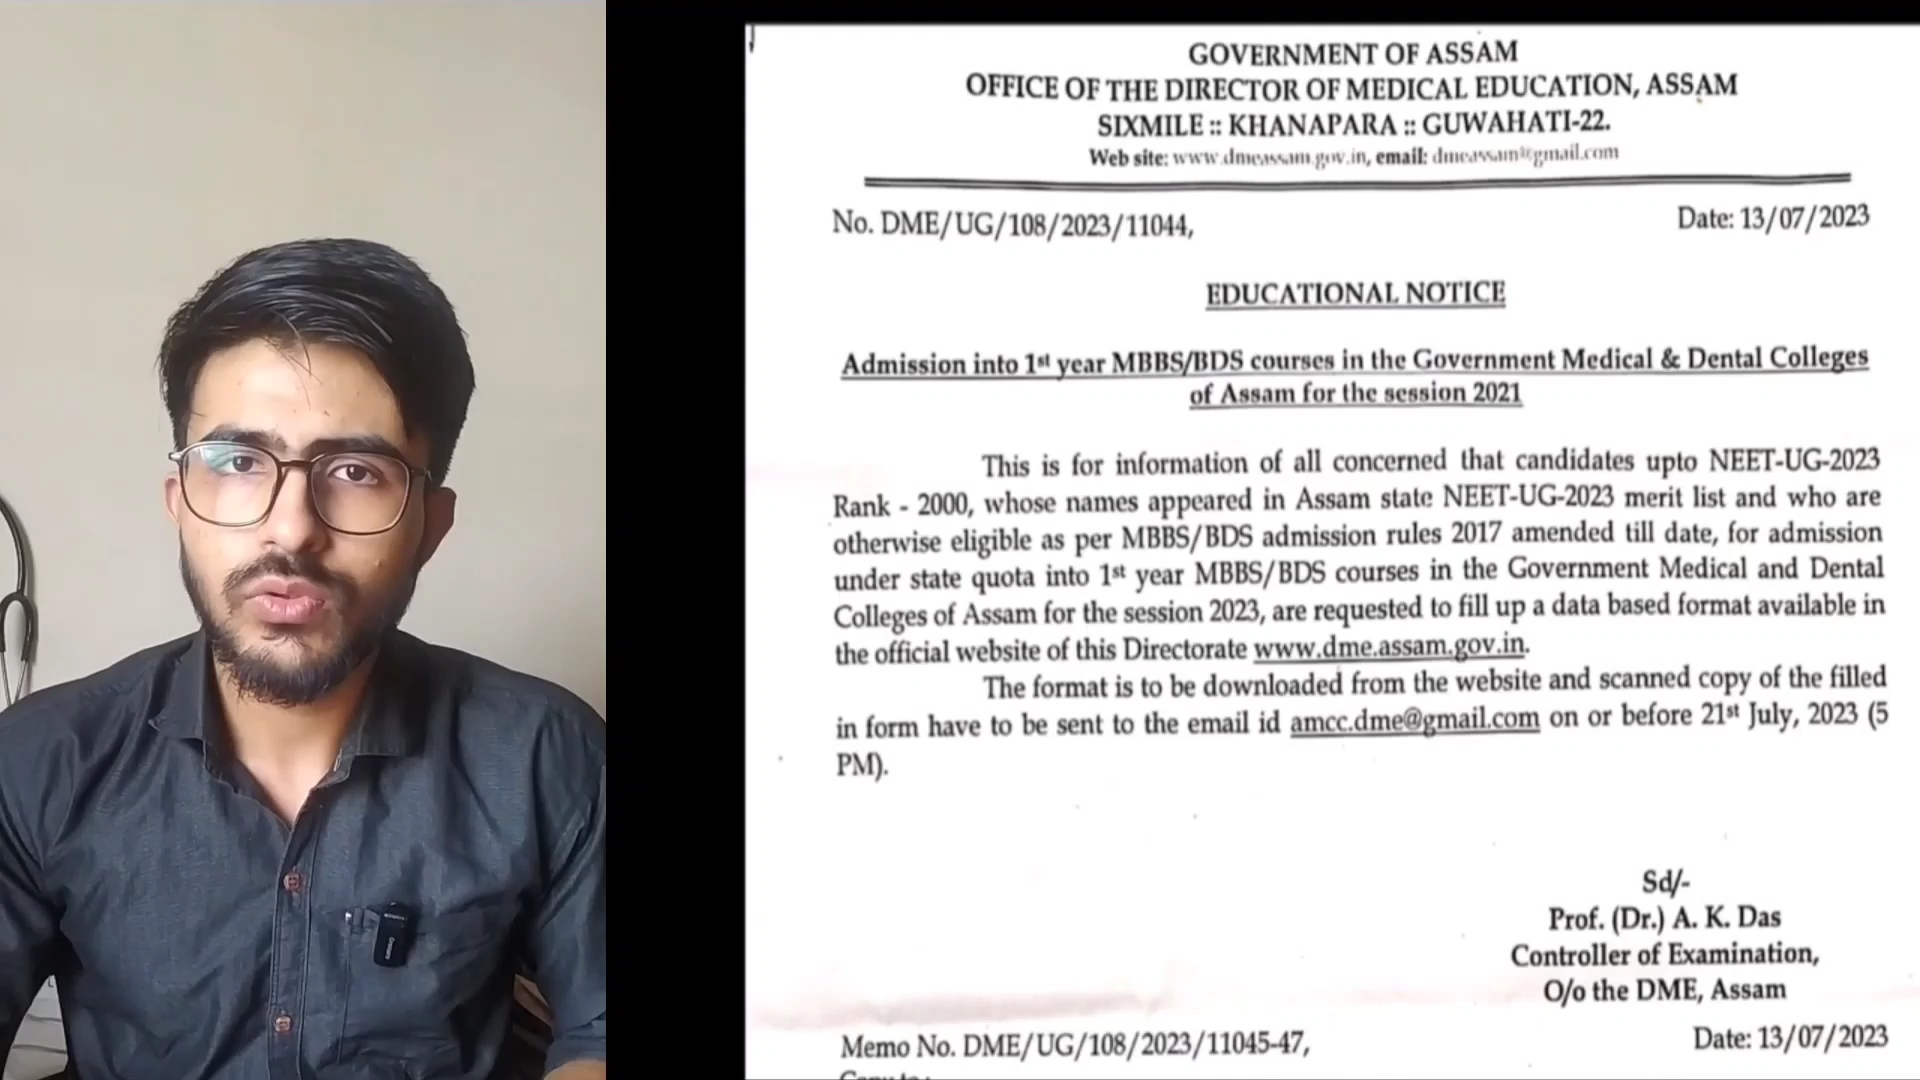 GOVERNMENT OF ASSAM
OFFICE OF THE DIRECTOR OF MEDICAL EDUCATION, ASSAM
SIXMILE :: KHANAPARA :: GUWAHATI-22.
Web site: www.dmeassam.gov.in, email: dmeassam@gmail.com
No. DME/UG/108/2023/11044,
Date: 13/07/2023
EDUCATIONAL NOTICE
Admission into 1st year MBBS/BDS courses in the Government Medical & Dental Colleges
of Assam for the session 2021
This is for information of all concerned that candidates upto NEET-UG-2023
Rank - 2000, whose names appeared in Assam state NEET-UG-2023 merit list and who are
otherwise eligible as per MBBS/BDS admission rules 2017 amended till date, for admission
under state quota into 1st year MBBS/BDS courses in the Government Medical and Dental
Colleges of Assam for the session 2023, are requested to fill up a data based format available in
the official website of this Directorate www.dme.assam.gov.in.
The format is to be downloaded from the website and scanned copy of the filled
in form have to be sent to the email id amcc.dme@gmail.com on or before 21st July, 2023 (5
PM).
Sd/-
Prof. (Dr.) A. K. Das
Controller of Examination,
O/o the DME, Assam
Memo No. DME/UG/108/2023/11045-47,
Date: 13/07/2023